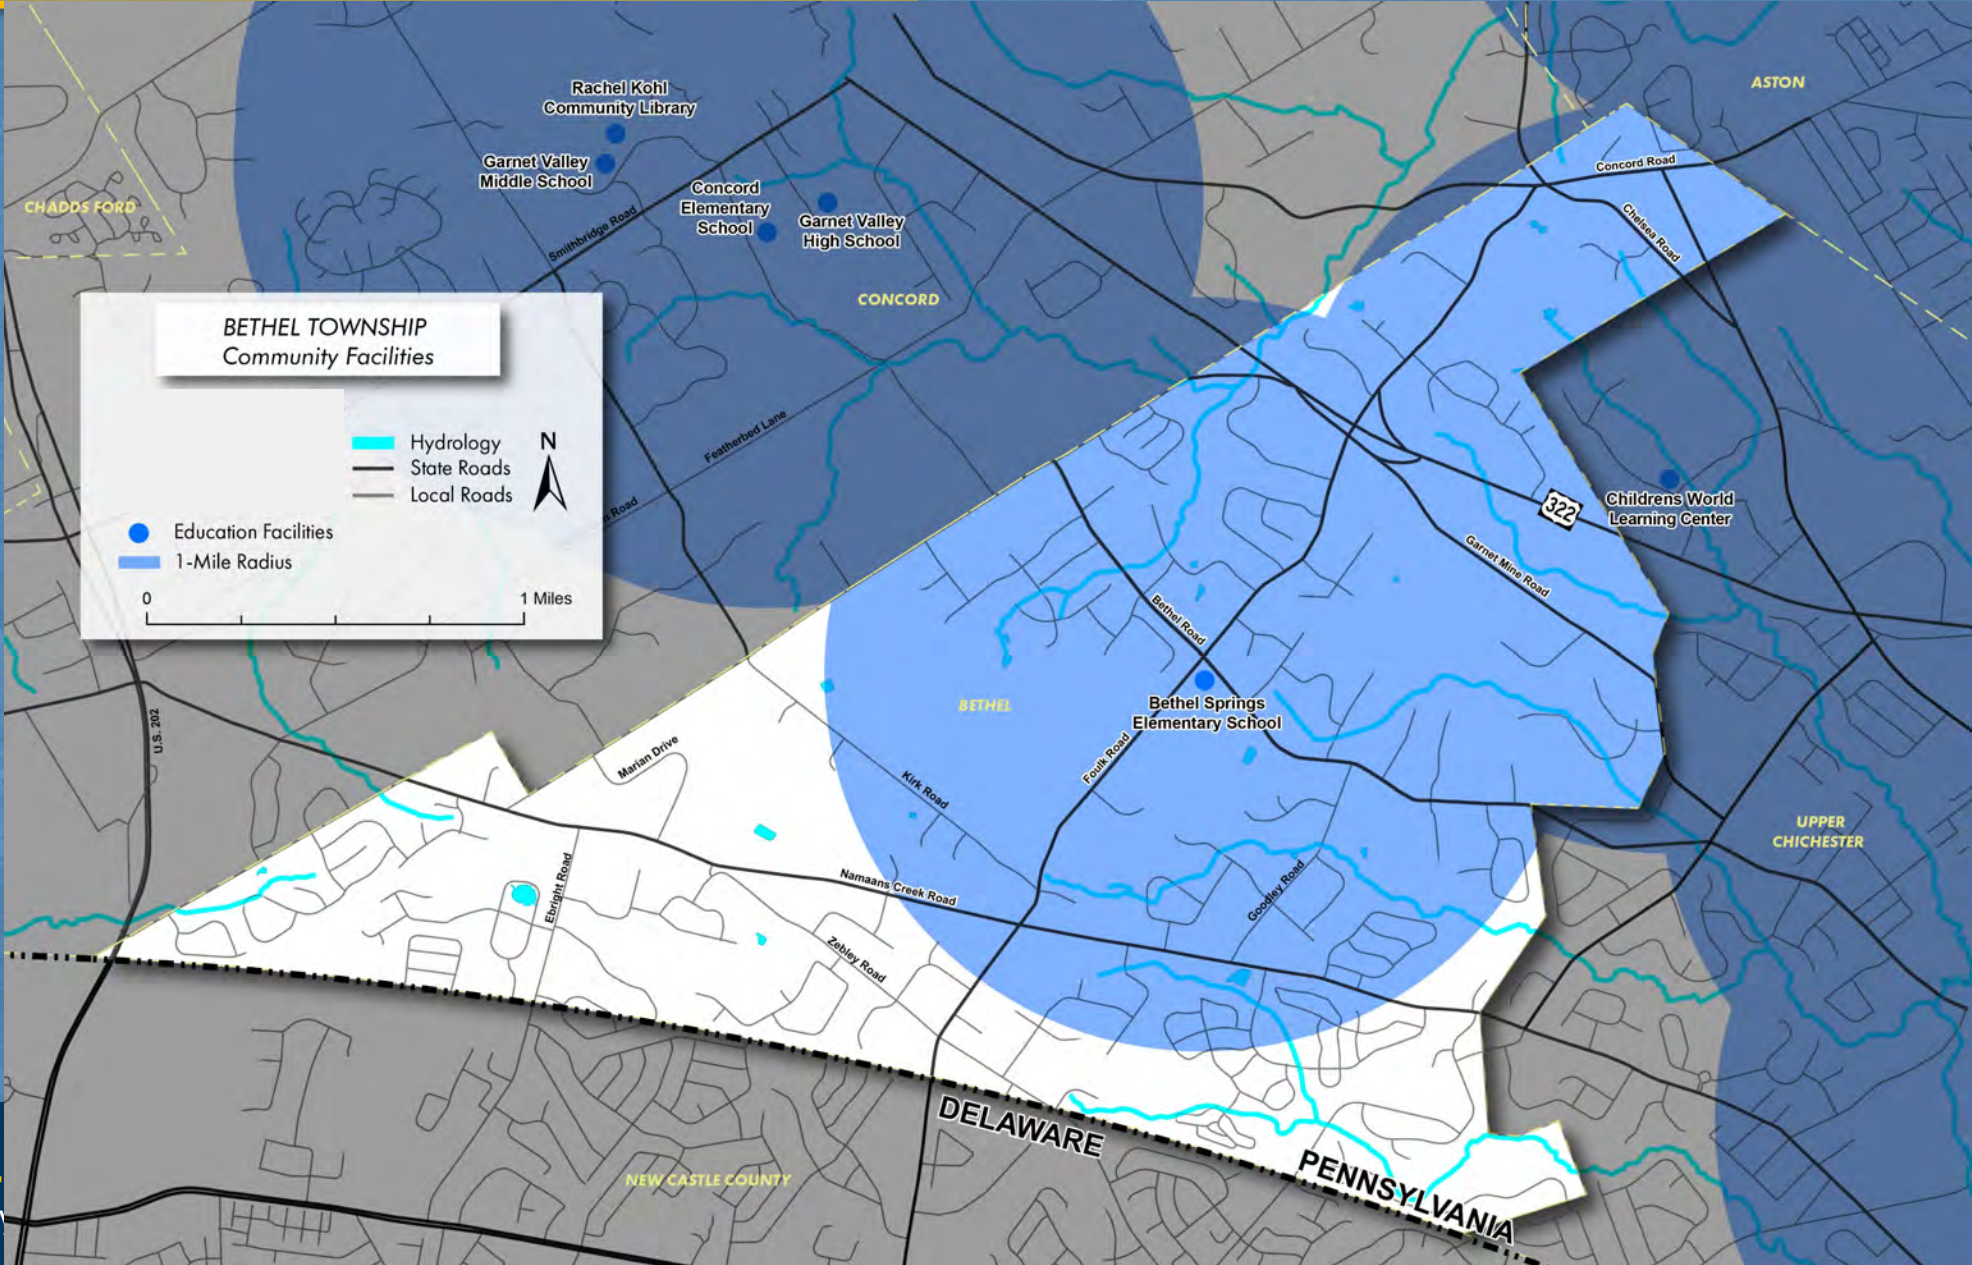 Rachel Kohl
Community Library
ASTON
Garnet Valley
Middle School
Concord Road
Concord
Elementary
School
CHADDS FORD
Garnet Valley
High School
Smithbridge Road
Chelsea Road
CONCORD
BETHEL TOWNSHIP
Community Facilities
Hydrology
State Roads
Local Roads
N
Education Facilities
1-Mile Radius
0
1 Miles
Featherbed Lane
Road
322
Childrens World
Learning Center
Garnet Mine Road
Bethel Road
BETHEL
Bethel Springs
Elementary School
U.S. 202
Marian Drive
Foulk Road
Kirk Road
UPPER
CHICHESTER
Ebright Road
Namaans Creek Road
Goodley Road
Zebley Road
DELAWARE
PENNSYLVANIA
NEW CASTLE COUNTY